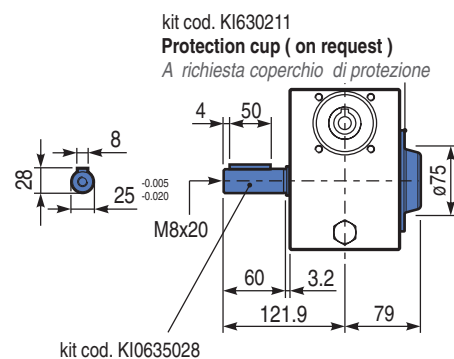 kit cod. KI630211
Protection cup ( on request )
A richiesta coperchio di protezione
4
50
8
28
25 -0.005 -0.020
M8x20
ø75
60
3.2
121.9
79
kit cod. KI0635028